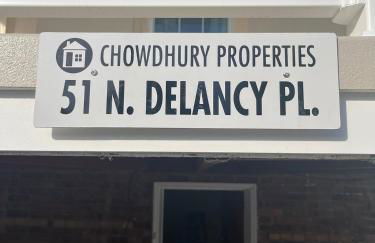 CHOWDHURY PROPERTIES
51 N. DELANCY PL.